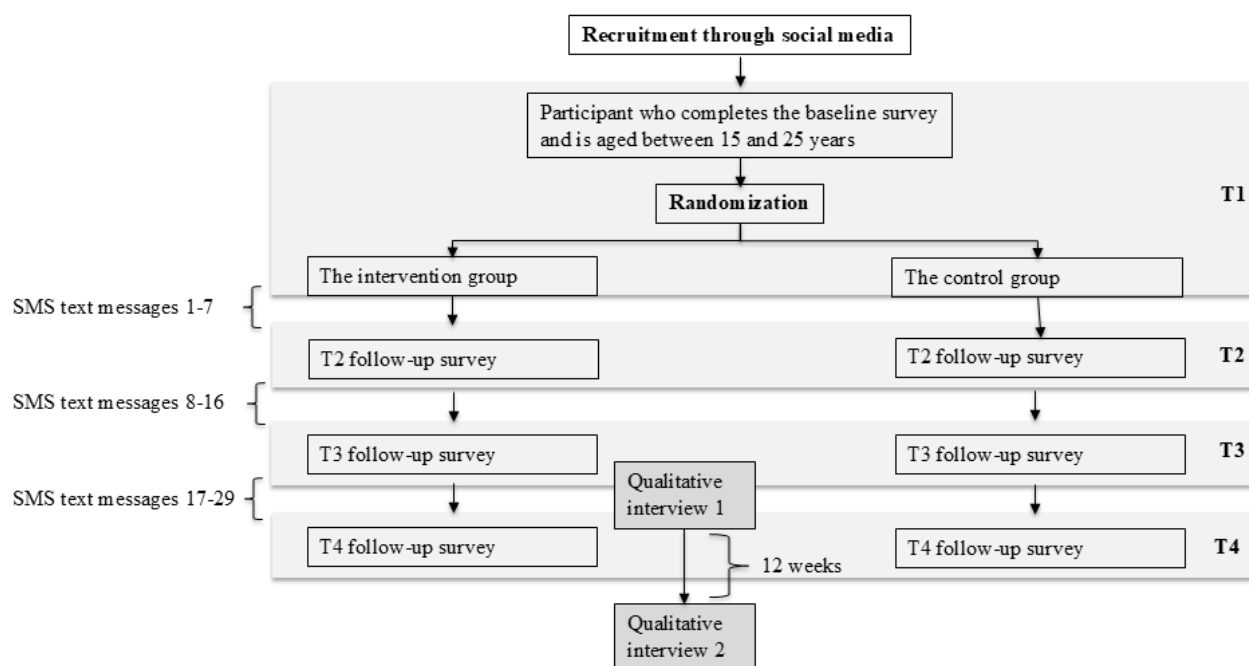 Recruitment through social media
Participant who completes the baseline survey
and is aged between 15 and 25 years
T1
Randomization
The intervention group
The control group
SMS text messages 1-7
T2 follow-up survey
T2 follow-up survey
T2
SMS text messages 8-16
T3 follow-up survey
T3 follow-up survey
T3
Qualitative
interview 1
SMS text messages 17-29
T4 follow-up survey
T4 follow-up survey
T4
12 weeks
Qualitative
interview 2